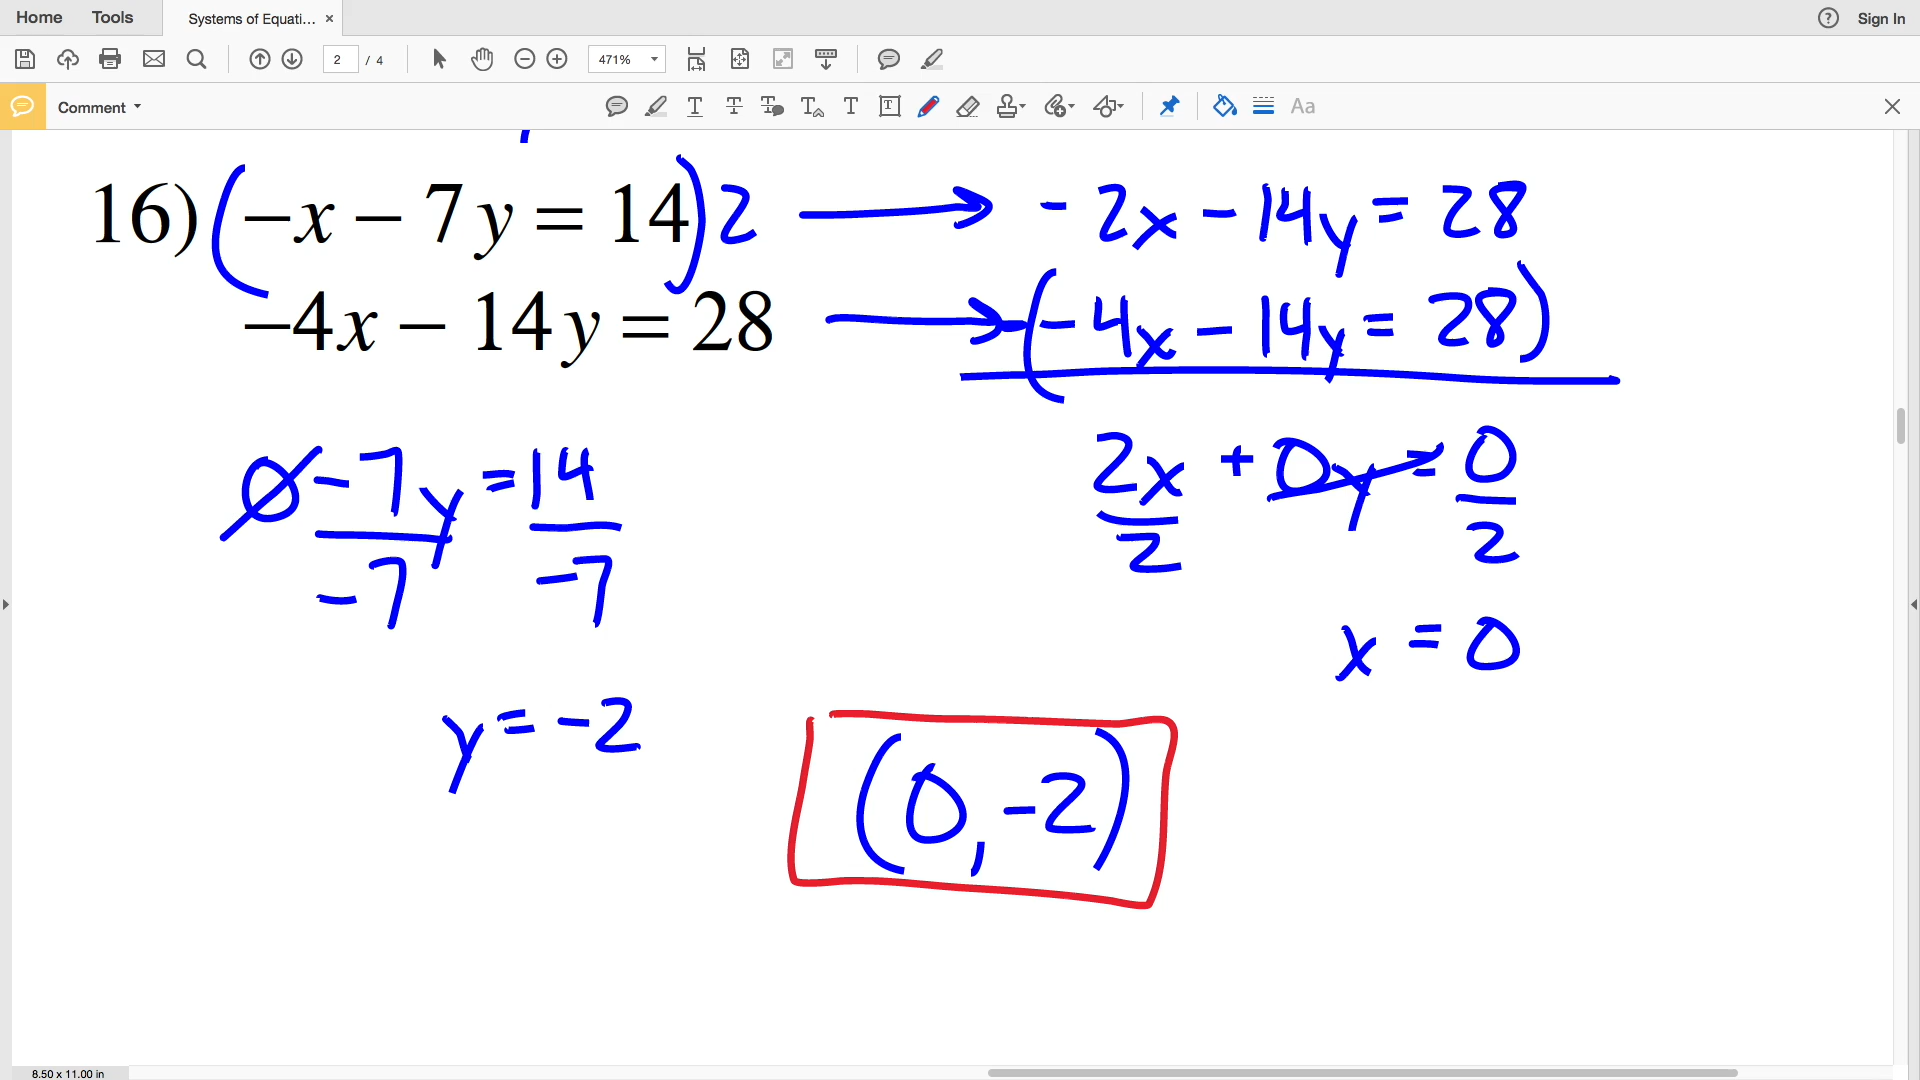 Home Tools Systems of Equati... × ? Sign In
2 / 4 471%
Comment Aa
16) (−x − 7y = 14) 2 → -2x - 14y = 28
−4x − 14y = 28 → (-4x - 14y = 28)
0 - 7y = 14
-7 -7
2x + 0y = 0
2 2
x = 0
y = -2
(0, -2)
8.50 x 11.00 in